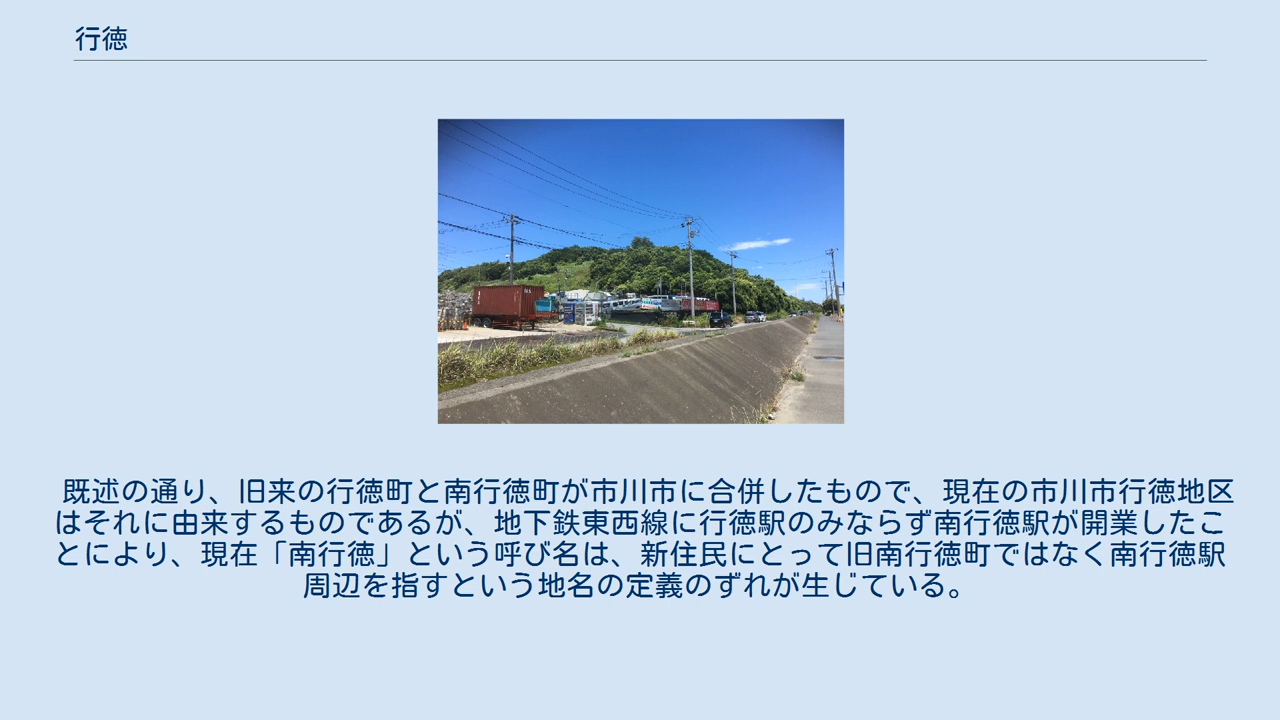 行徳
既述の通り、旧来の行徳町と南行徳町が市川市に合併したもので、現在の市川市行徳地区
はそれに由来するものであるが、地下鉄東西線に行徳駅のみならず南行徳駅が開業したこ
とにより、現在「南行徳」という呼び名は、新住民にとって旧南行徳町ではなく南行徳駅
周辺を指すという地名の定義のずれが生じている。